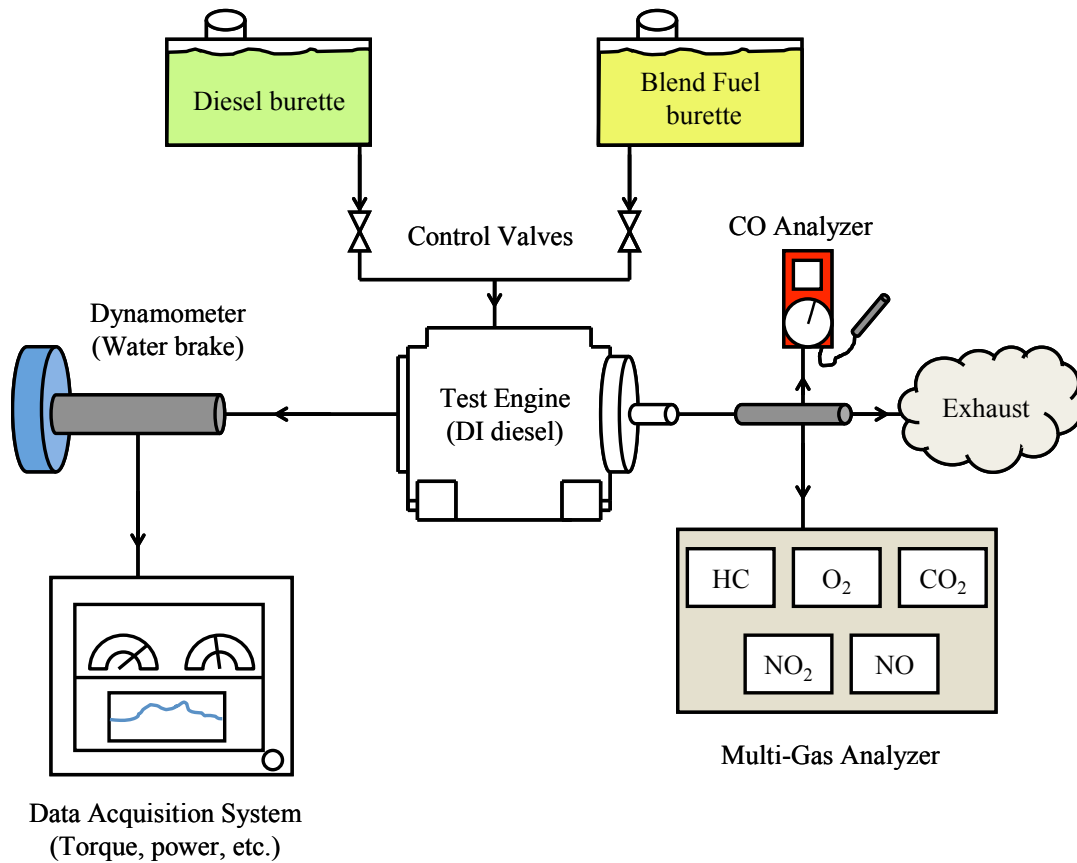 Diesel burette
Blend Fuel
burette
Control Valves
CO Analyzer
Dynamometer
(Water brake)
Test Engine
(DI diesel)
Exhaust
HC
O₂
CO₂
NO₂
NO
Multi-Gas Analyzer
Data Acquisition System
(Torque, power, etc.)